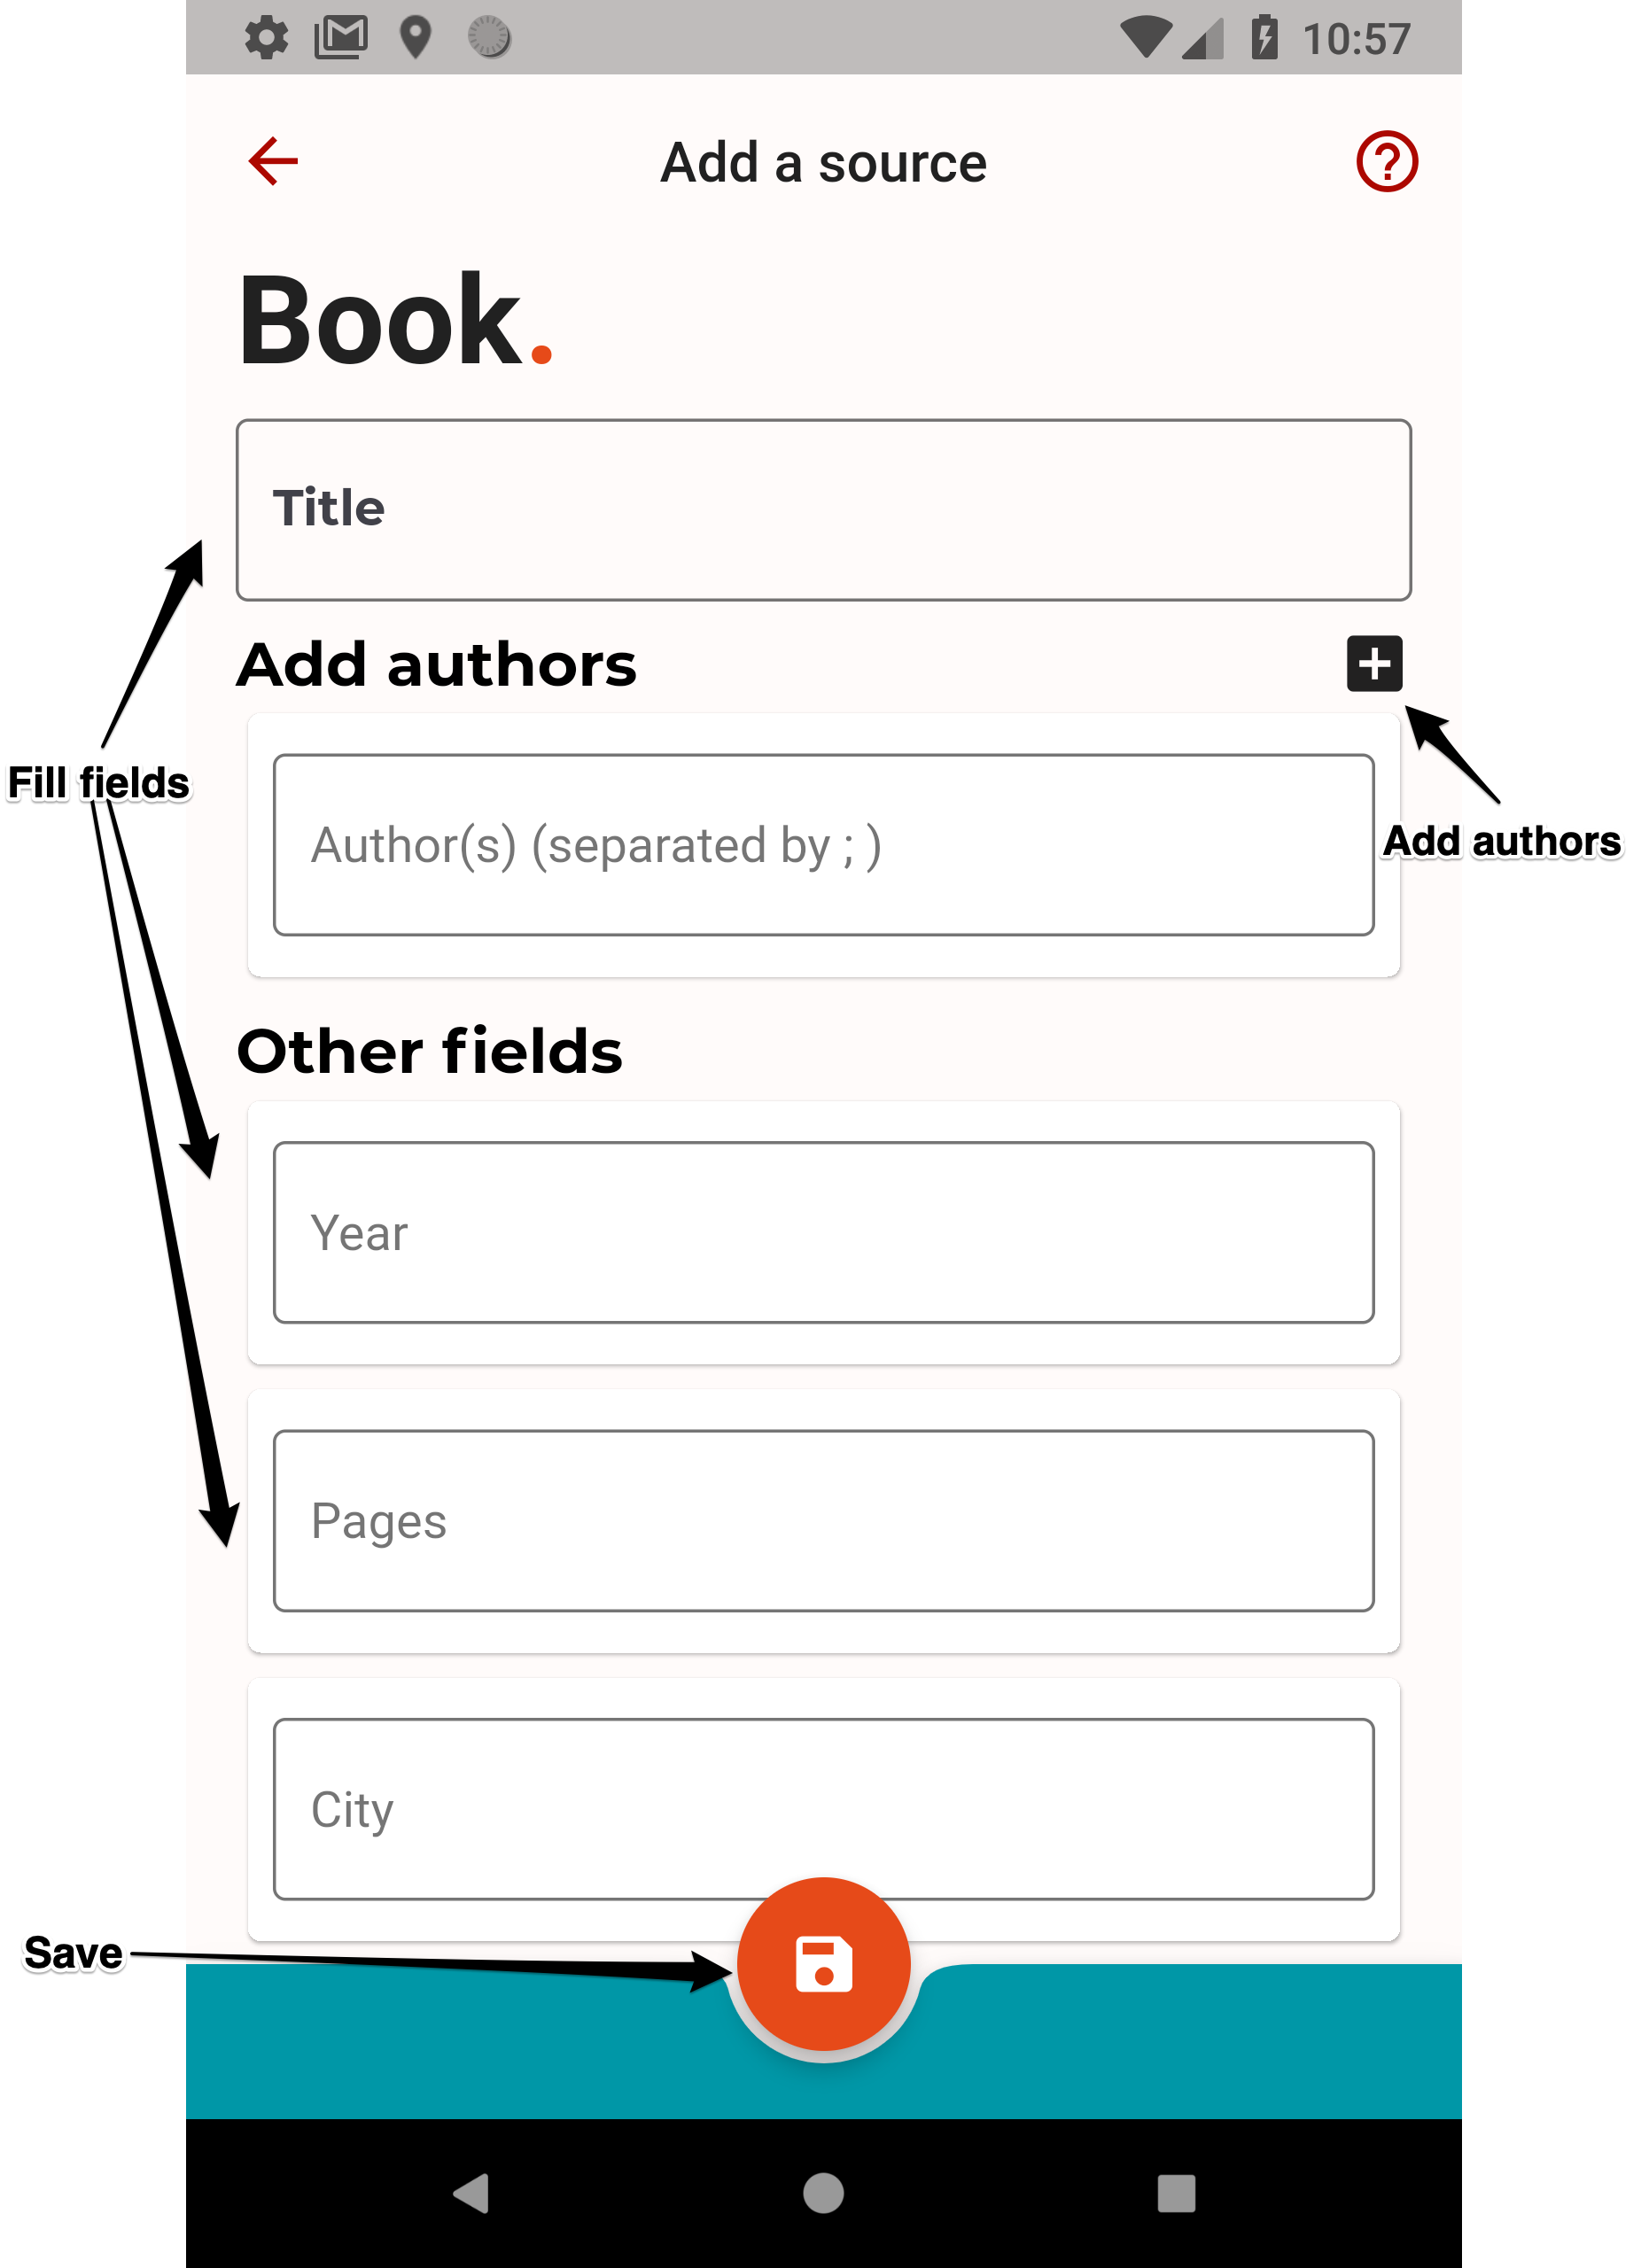 10:57
Add a source
Book.
Title
Add authors
Fill fields
Author(s) (separated by ; )
Add authors
Other fields
Year
Pages
City
Save